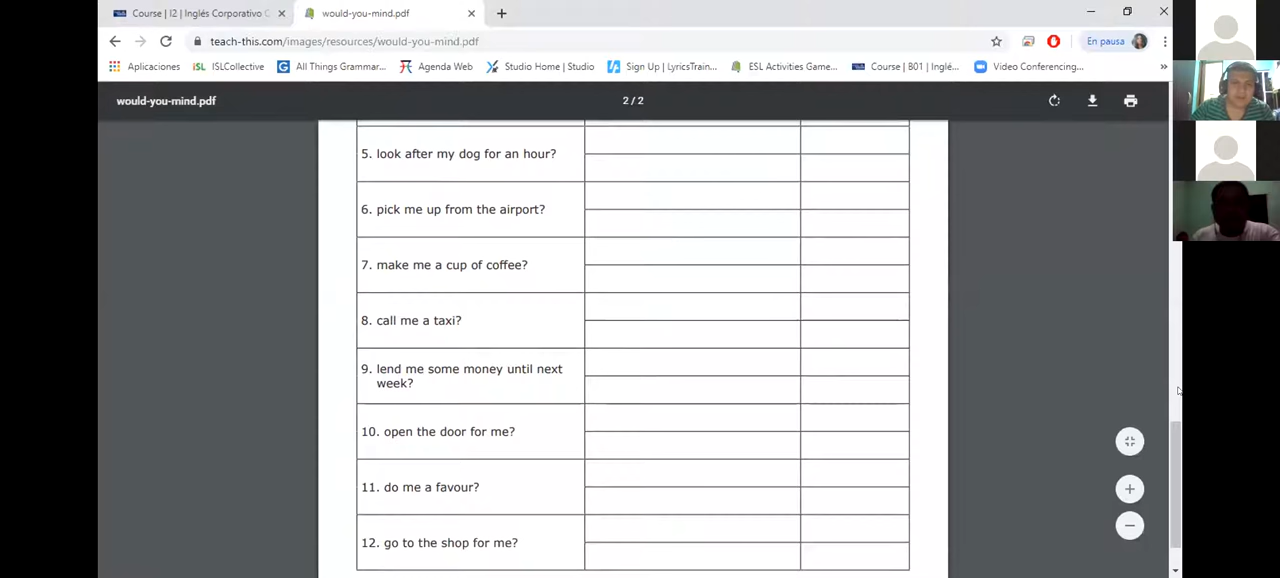 Course | I2 | Inglés Corporativo C
would-you-mind.pdf
teach-this.com/images/resources/would-you-mind.pdf
En pausa
Aplicaciones
iSL ISLCollective
G All Things Grammar...
Agenda Web
Studio Home | Studio
Sign Up | LyricsTrain...
ESL Activities Game...
Course | B01 | Inglé...
Video Conferencing...
»
would-you-mind.pdf
2 / 2
5. look after my dog for an hour?
6. pick me up from the airport?
7. make me a cup of coffee?
8. call me a taxi?
9. lend me some money until next
week?
10. open the door for me?
11. do me a favour?
12. go to the shop for me?